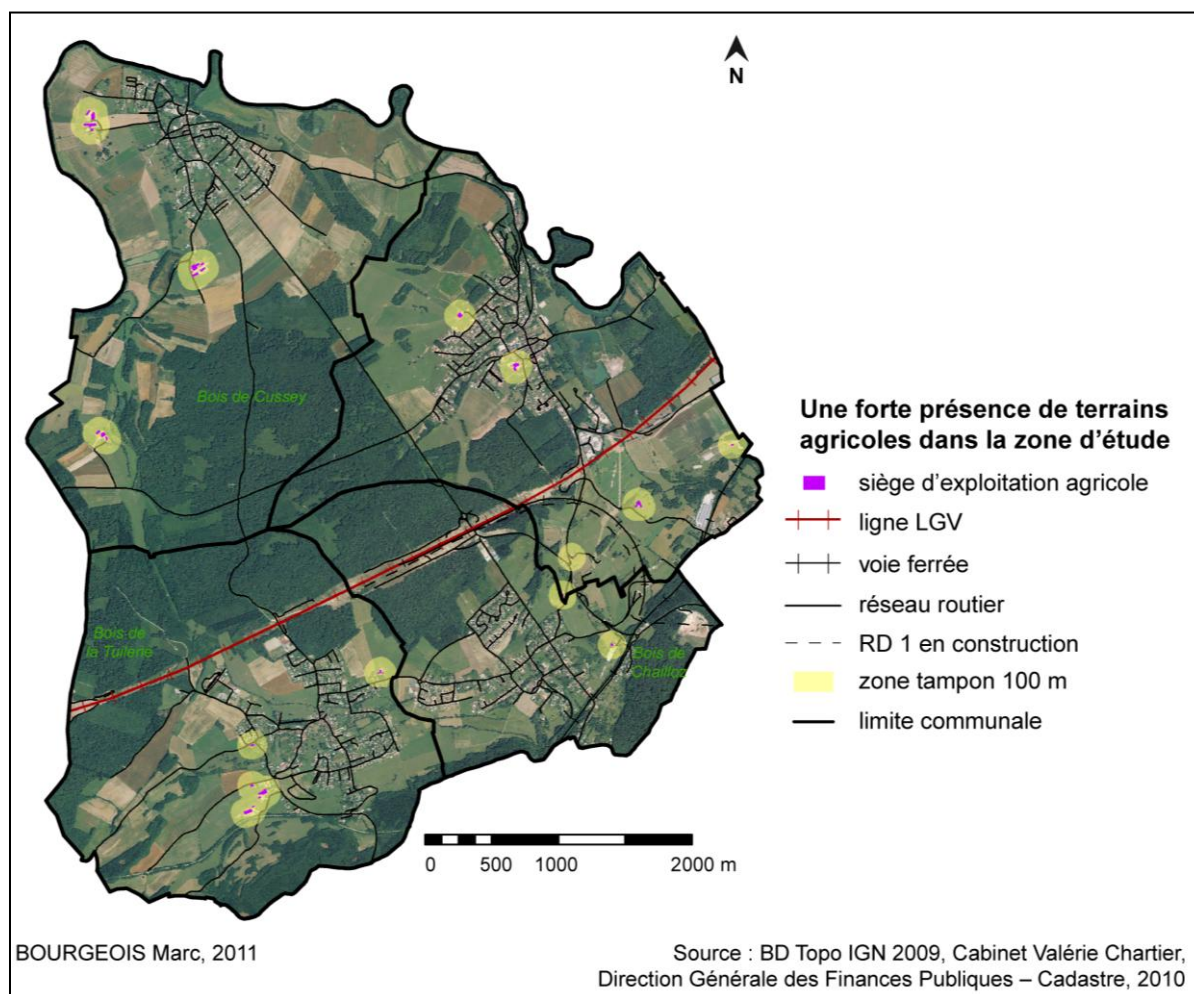 N
Bois de Cussey
Bois de
la Tuilerie
Bois de
Chailloz
Une forte présence de terrains
agricoles dans la zone d'étude
siège d'exploitation agricole
ligne LGV
voie ferrée
réseau routier
RD 1 en construction
zone tampon 100 m
limite communale
0 500 1000 2000 m
BOURGEOIS Marc, 2011
Source : BD Topo IGN 2009, Cabinet Valérie Chartier,
Direction Générale des Finances Publiques – Cadastre, 2010